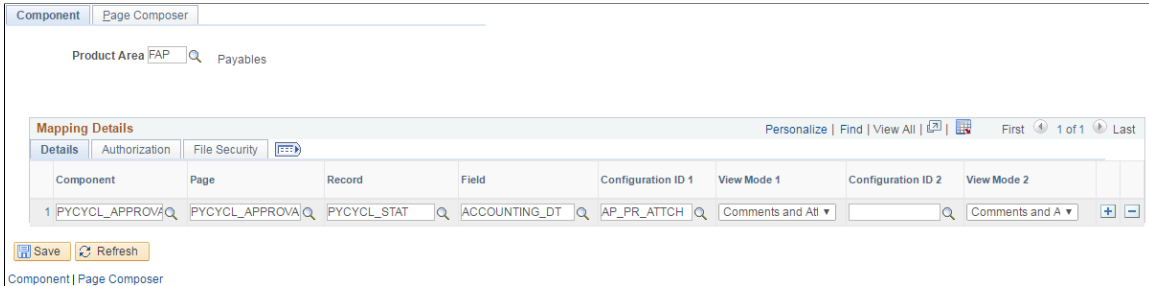 Component Page Composer
Product Area FAP Payables
Mapping Details Personalize | Find | View All | | First 1 of 1 Last
Details Authorization File Security
Component Page Record Field Configuration ID 1 View Mode 1 Configuration ID 2 View Mode 2
1 PYCYCL_APPROVA PYCYCL_APPROVA PYCYCL_STAT ACCOUNTING_DT AP_PR_ATTCH Comments and Att Comments and A
Save Refresh
Component | Page Composer